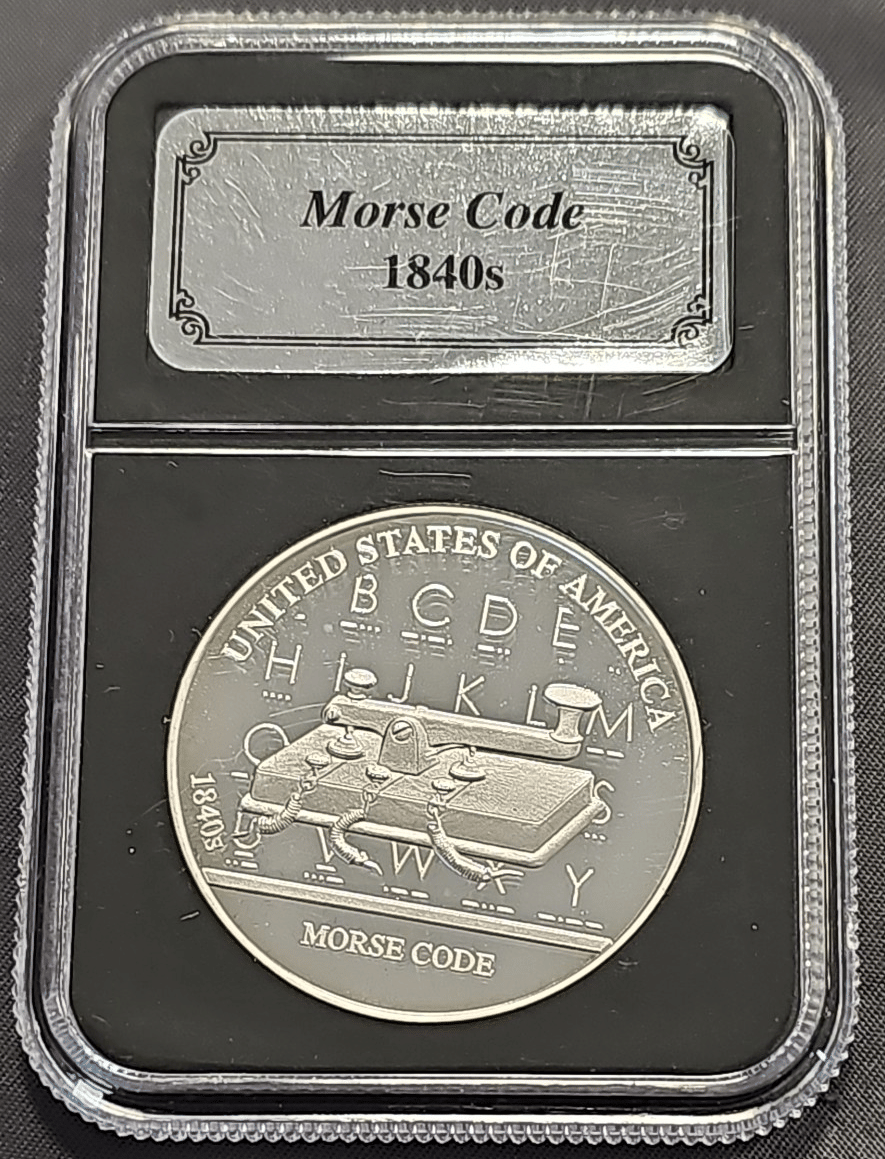 Morse Code
1840s
UNITED STATES OF AMERICA
B C D E
H I J K L M
O
S
1840s
V W X Y
MORSE CODE